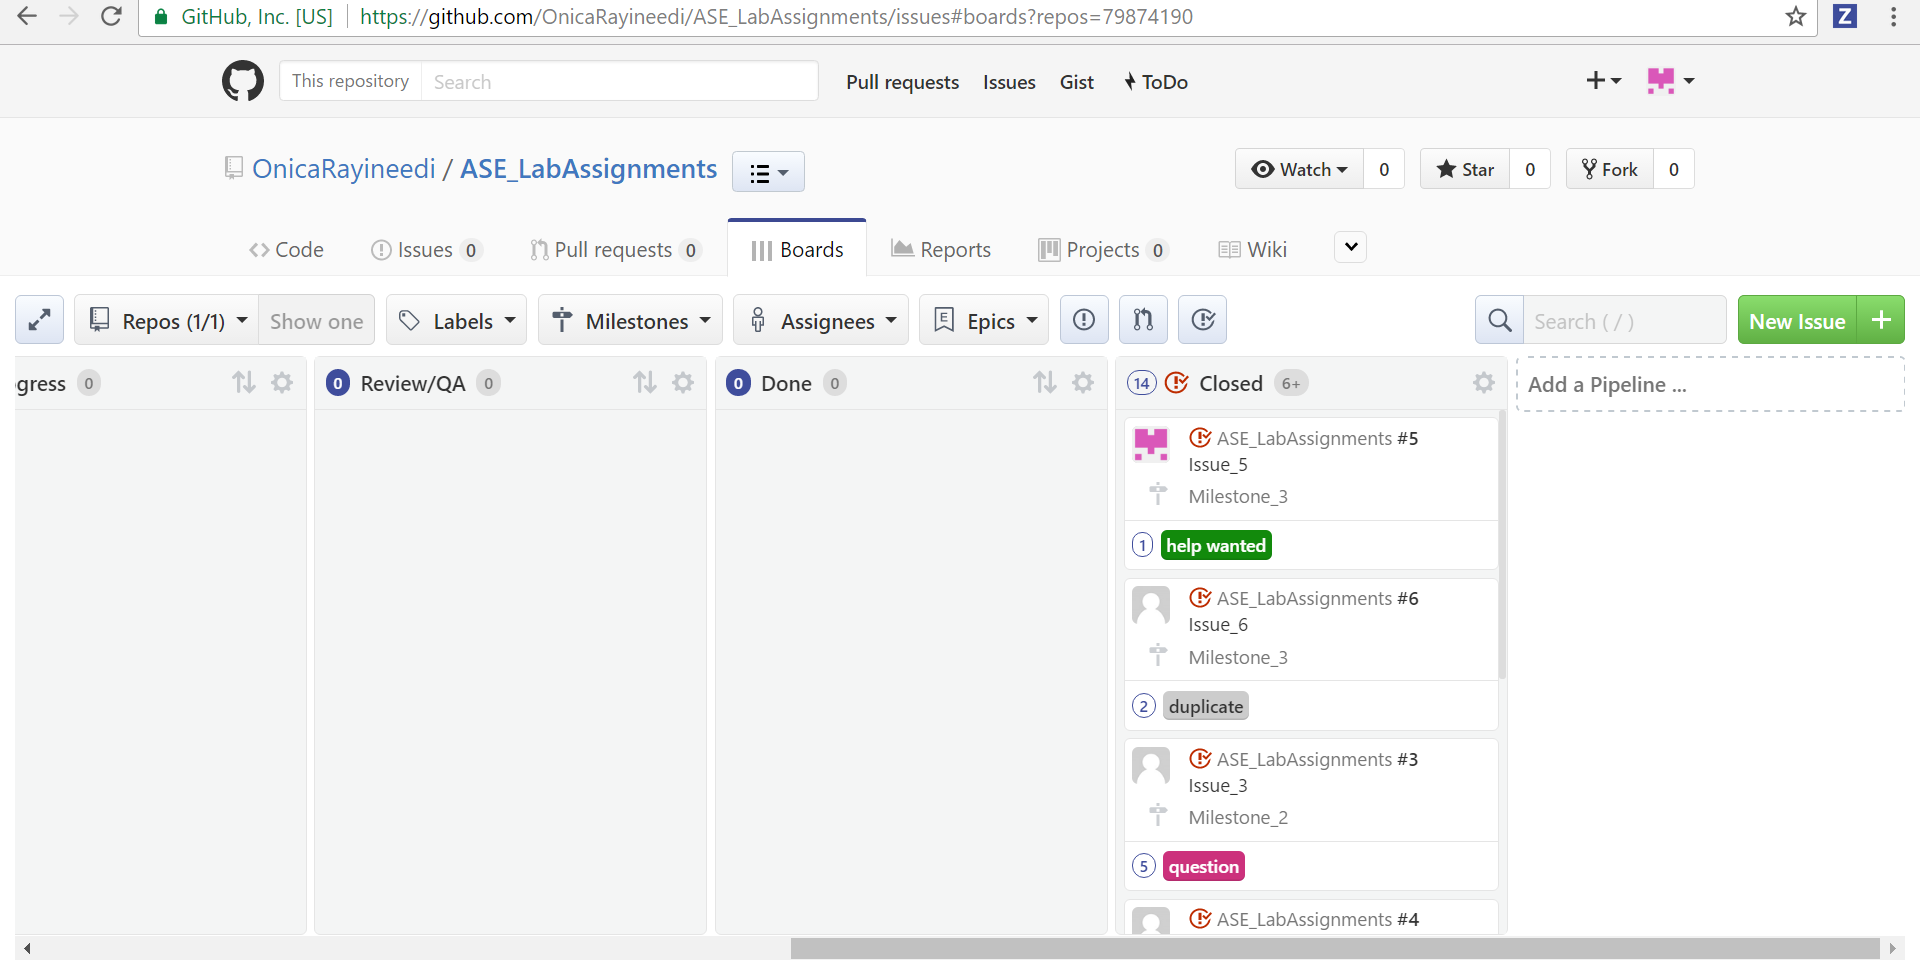 GitHub, Inc. [US] https://github.com/OnicaRayineedi/ASE_LabAssignments/issues#boards?repos=79874190 Z
This repository Search Pull requests Issues Gist ToDo
OnicaRayineedi / ASE_LabAssignments Watch 0 Star 0 Fork 0
Code Issues 0 Pull requests 0 Boards Reports Projects 0 Wiki
Repos (1/1) Show one Labels Milestones Assignees E Epics Search ( / ) New Issue +
gress 0 0 Review/QA 0 0 Done 0 14 Closed 6+ Add a Pipeline ...
ASE_LabAssignments #5
Issue_5
Milestone_3
1 help wanted
ASE_LabAssignments #6
Issue_6
Milestone_3
2 duplicate
ASE_LabAssignments #3
Issue_3
Milestone_2
5 question
ASE_LabAssignments #4